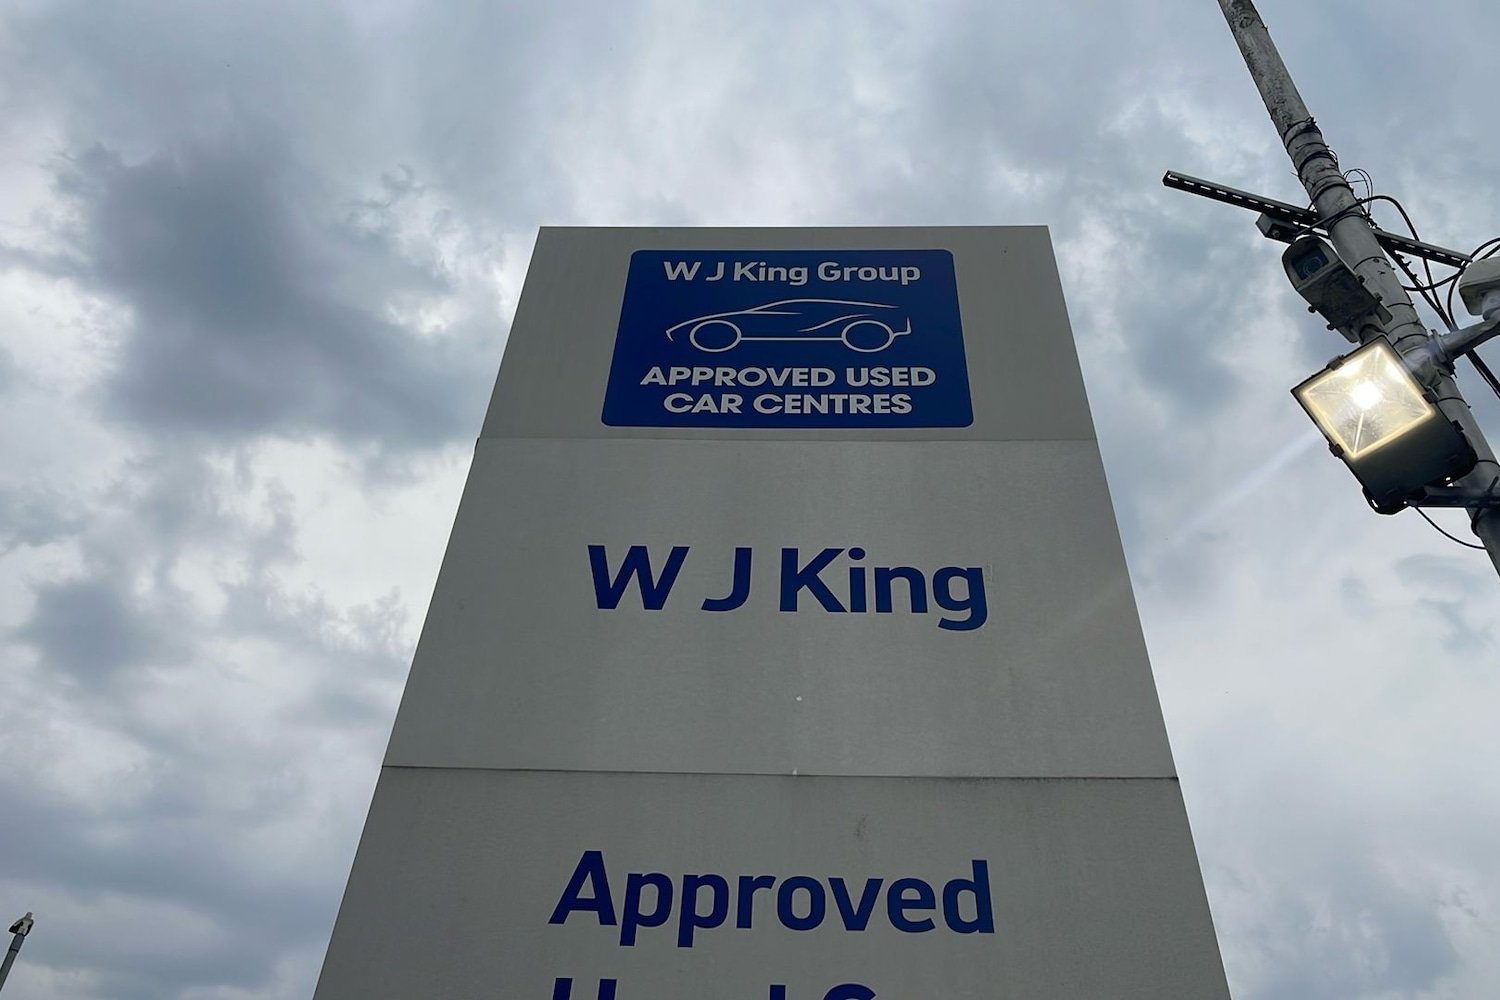 W J King Group
APPROVED USED
CAR CENTRES
W J King
Approved